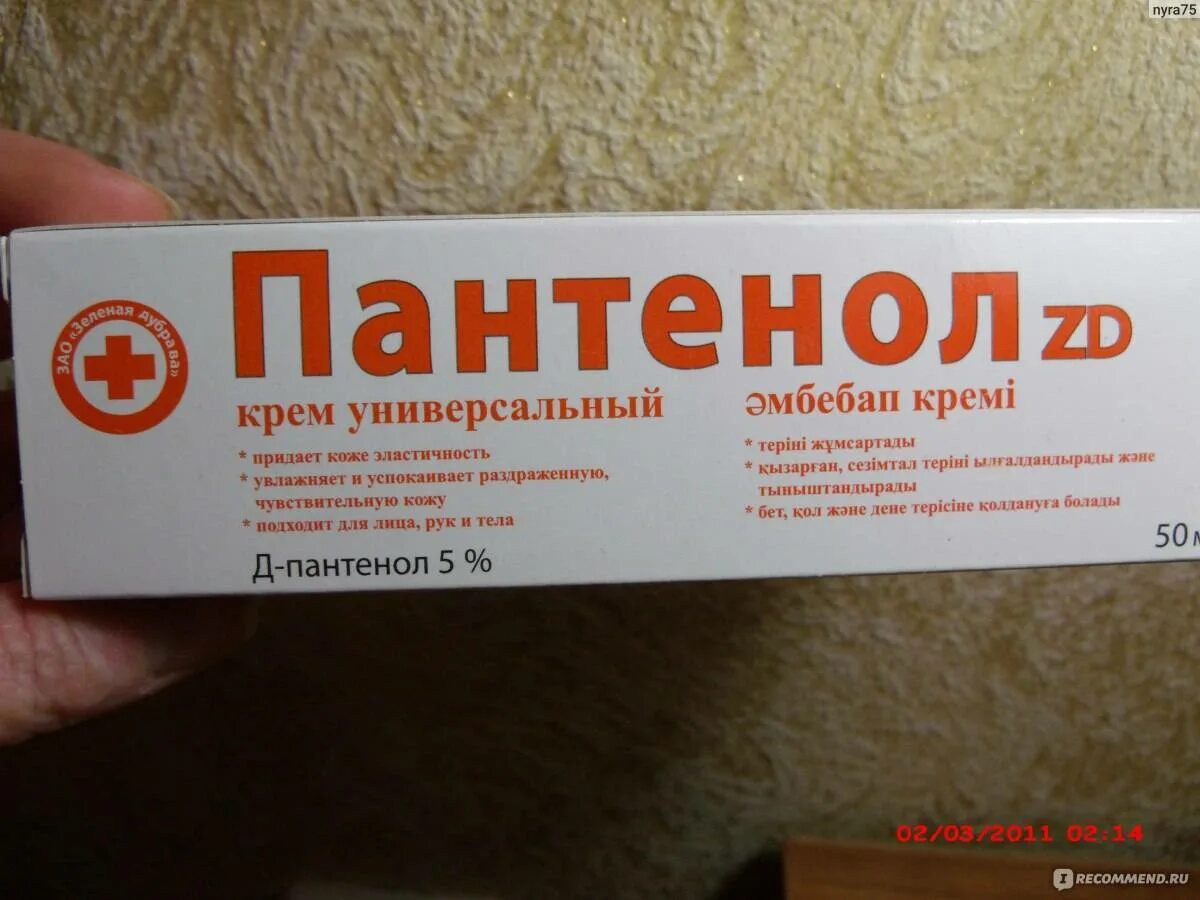 nyra75
ЗАО «Зеленая дубрава»
Пантенол ZD
крем универсальный
* придает коже эластичность
* увлажняет и успокаивает раздраженную,
чувствительную кожу
* подходит для лица, рук и тела
Д-пантенол 5 %
әмбебап кремі
* теріні жұмсартады
* қызарған, сезімтал теріні ылғалдандырады және
тыныштандырады
* бет, қол және дене терісіне қолдануға болады
50
02/03/2011 02:14
IRECOMMEND.RU